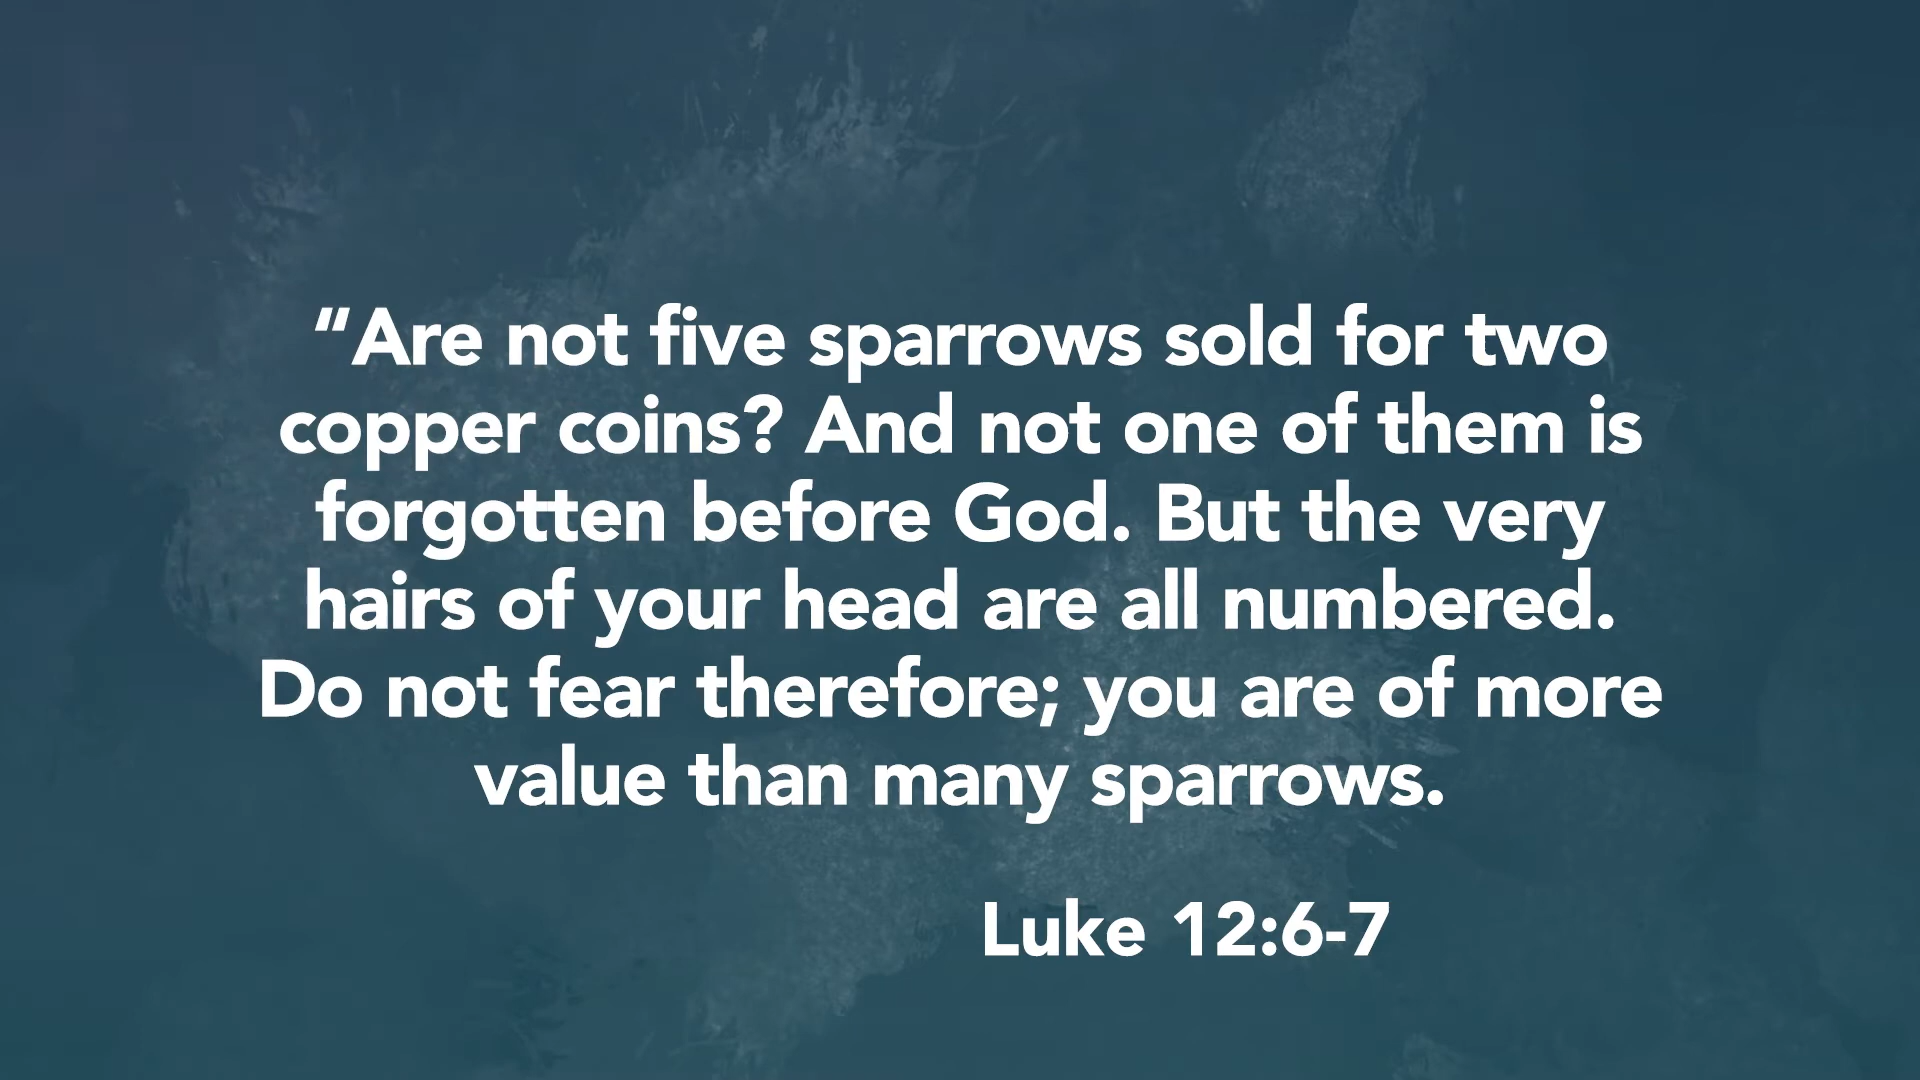 “Are not five sparrows sold for two
copper coins? And not one of them is
forgotten before God. But the very
hairs of your head are all numbered.
Do not fear therefore; you are of more
value than many sparrows.
Luke 12:6-7